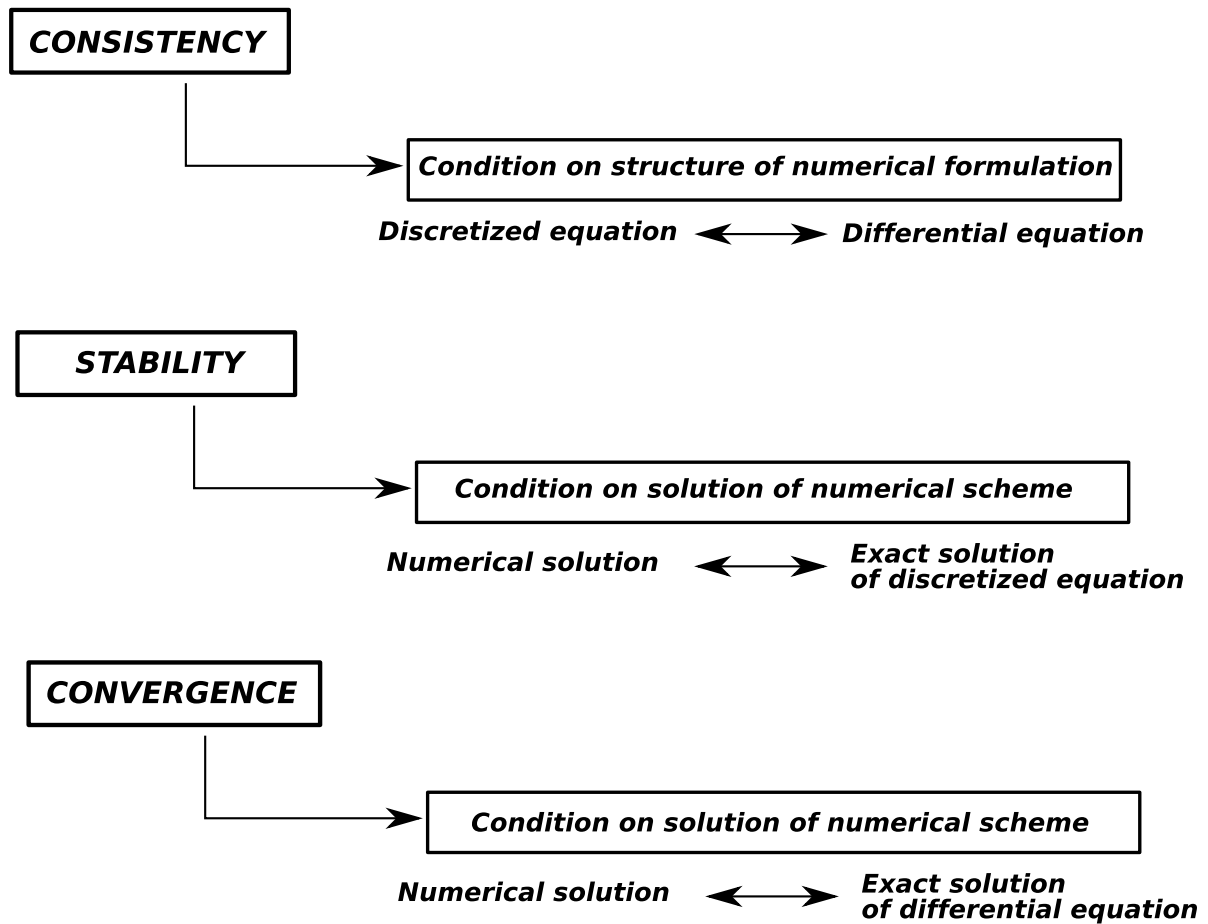 CONSISTENCY
Condition on structure of numerical formulation
Discretized equation Differential equation
STABILITY
Condition on solution of numerical scheme
Numerical solution Exact solution
of discretized equation
CONVERGENCE
Condition on solution of numerical scheme
Numerical solution Exact solution
of differential equation